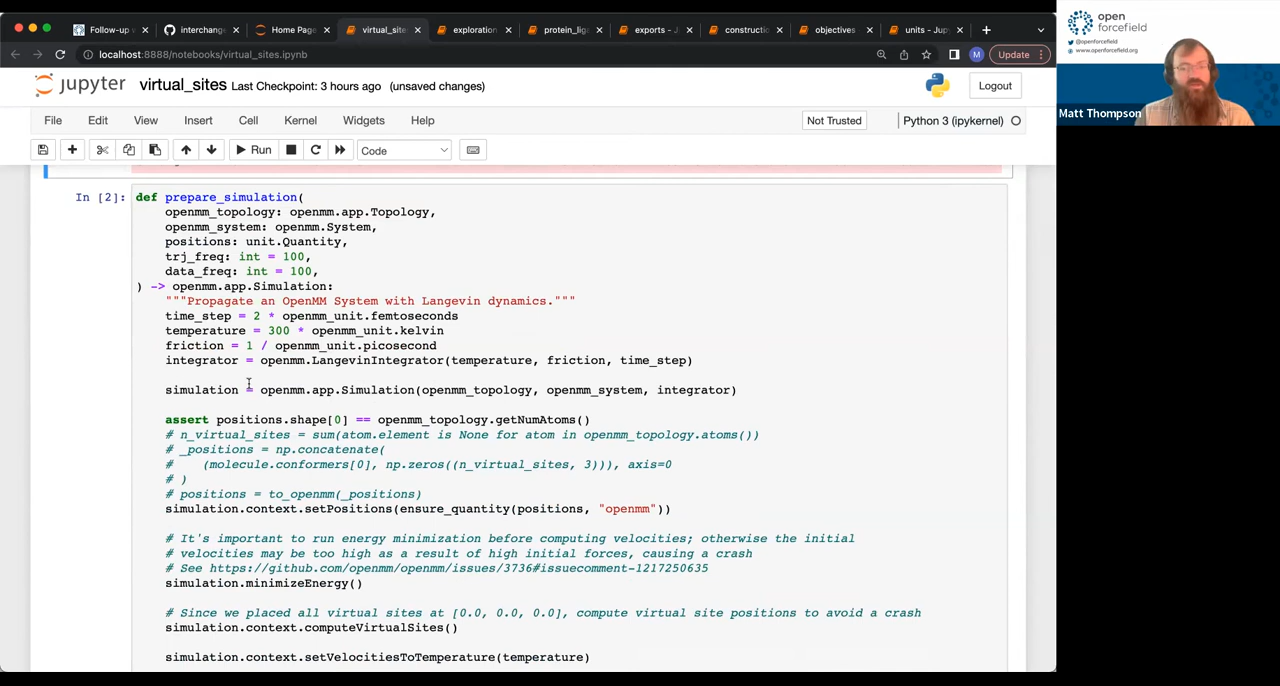 Follow-up w
interchang
Home Page
virtual_site
exploration
protein_lig
exports - J
constructic
objectives
units - Jup
localhost:8888/notebooks/virtual_sites.ipynb
M
Update
jupyter
virtual_sites Last Checkpoint: 3 hours ago (unsaved changes)
Logout
File Edit View Insert Cell Kernel Widgets Help
Not Trusted
Python 3 (ipykernel)
Run
Code
In [2]:
def prepare_simulation(
openmm_topology: openmm.app.Topology,
openmm_system: openmm.System,
positions: unit.Quantity,
trj_freq: int = 100,
data_freq: int = 100,
) -> openmm.app.Simulation:
"""Propagate an OpenMM System with Langevin dynamics."""
time_step = 2 * openmm_unit.femtoseconds
temperature = 300 * openmm_unit.kelvin
friction = 1 / openmm_unit.picosecond
integrator = openmm.LangevinIntegrator(temperature, friction, time_step)
simulation = openmm.app.Simulation(openmm_topology, openmm_system, integrator)
assert positions.shape[0] == openmm_topology.getNumAtoms()
# n_virtual_sites = sum(atom.element is None for atom in openmm_topology.atoms())
# _positions = np.concatenate(
#    (molecule.conformers[0], np.zeros((n_virtual_sites, 3))), axis=0
# )
# positions = to_openmm(_positions)
simulation.context.setPositions(ensure_quantity(positions, "openmm"))
# It's important to run energy minimization before computing velocities; otherwise the initial
# velocities may be too high as a result of high initial forces, causing a crash
# See https://github.com/openmm/openmm/issues/3736#issuecomment-1217250635
simulation.minimizeEnergy()
# Since we placed all virtual sites at [0.0, 0.0, 0.0], compute virtual site positions to avoid a crash
simulation.context.computeVirtualSites()
simulation.context.setVelocitiesToTemperature(temperature)
open
forcefield
@openforcefield
www.openforcefield.org
Matt Thompson